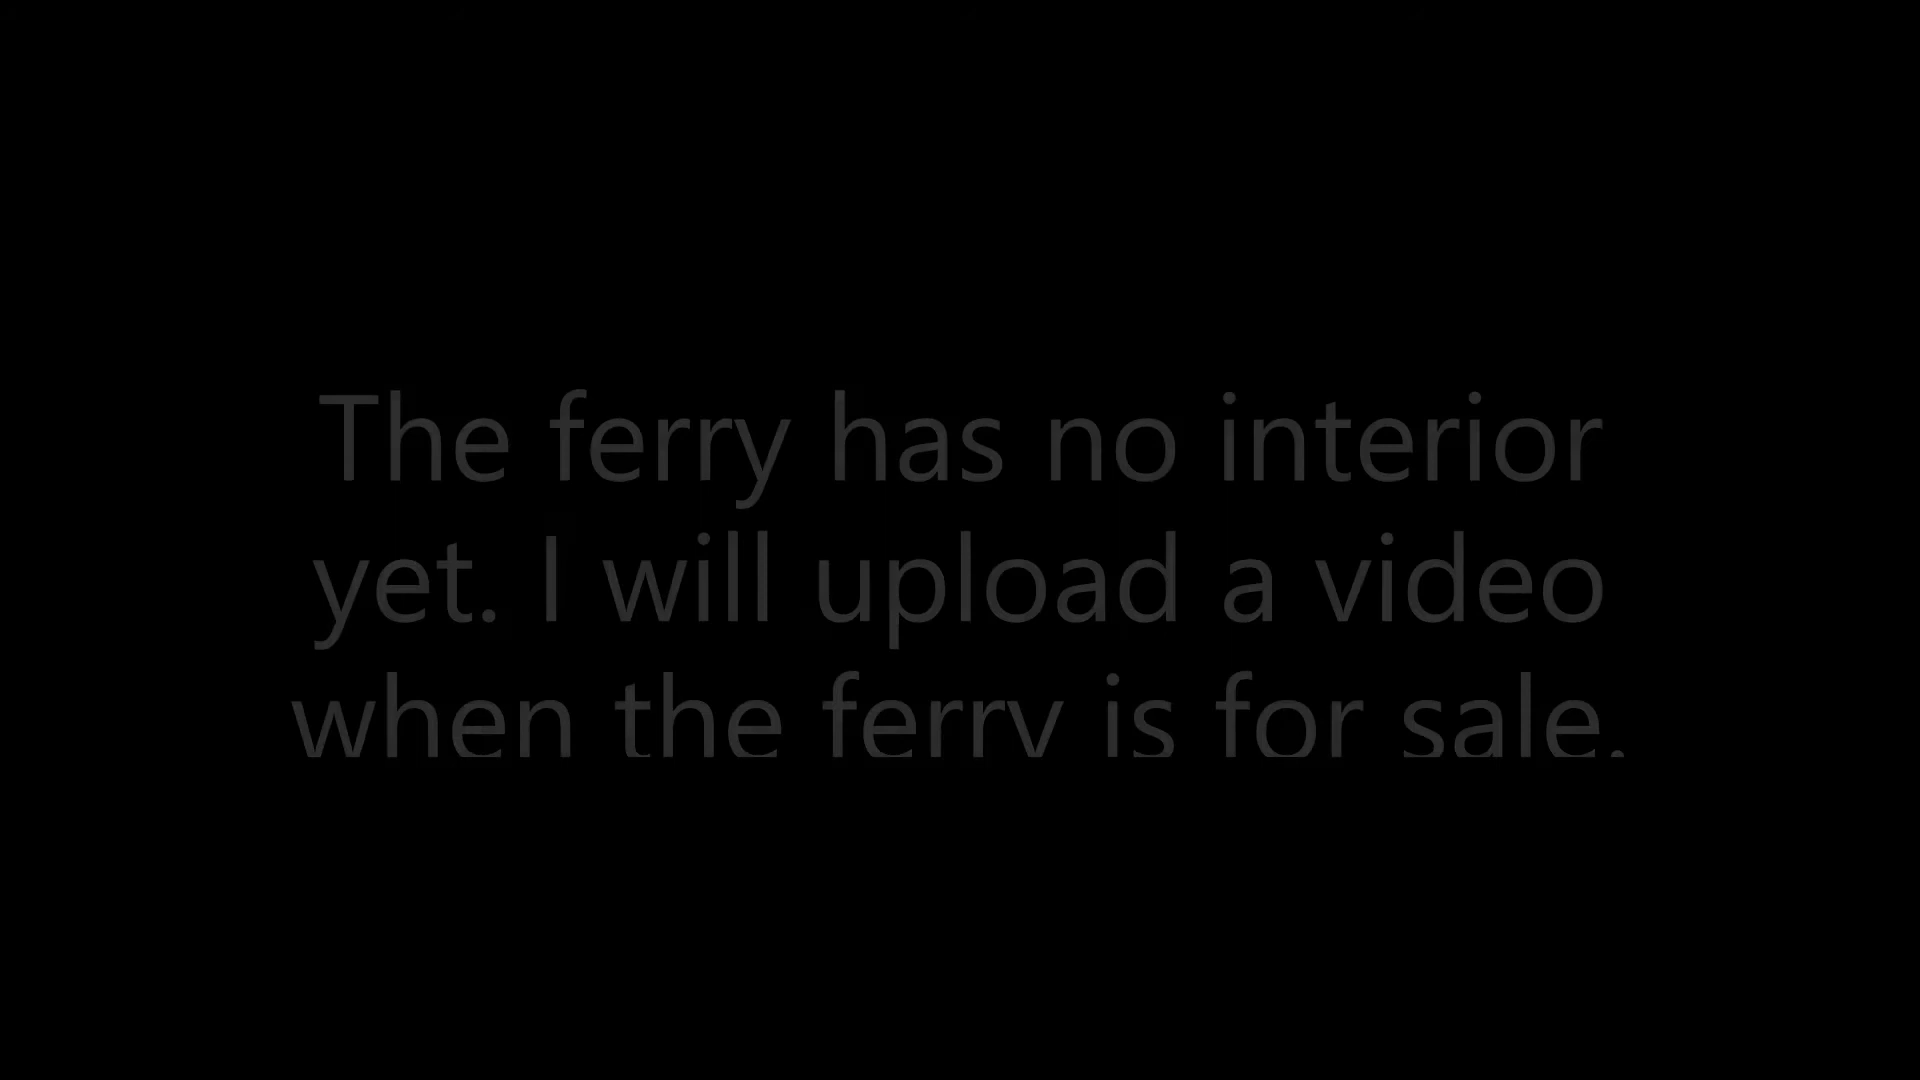 The ferry has no interior
yet. I will upload a video
when the ferry is for sale.